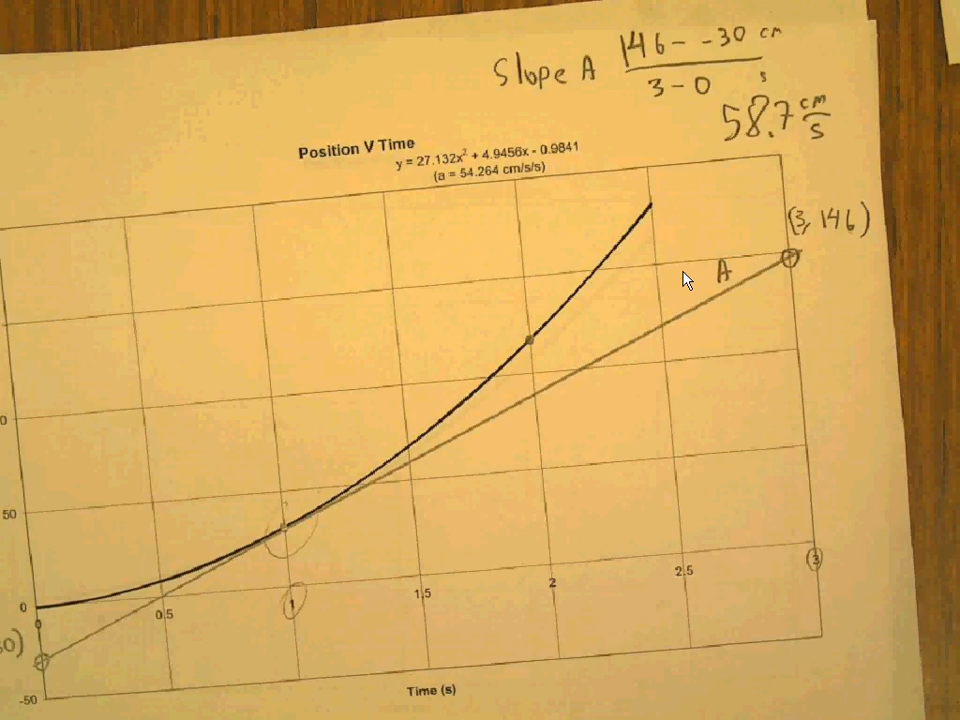 Slope A 146 - -30 cm
3 - 0 s
58.7 cm/s
Position V Time
y = 27.132x² + 4.9456x - 0.9841
(a = 54.264 cm/s/s)
(3, 146)
A
50
0
0
0.5
1
1.5
2
2.5
3
-50
Time (s)